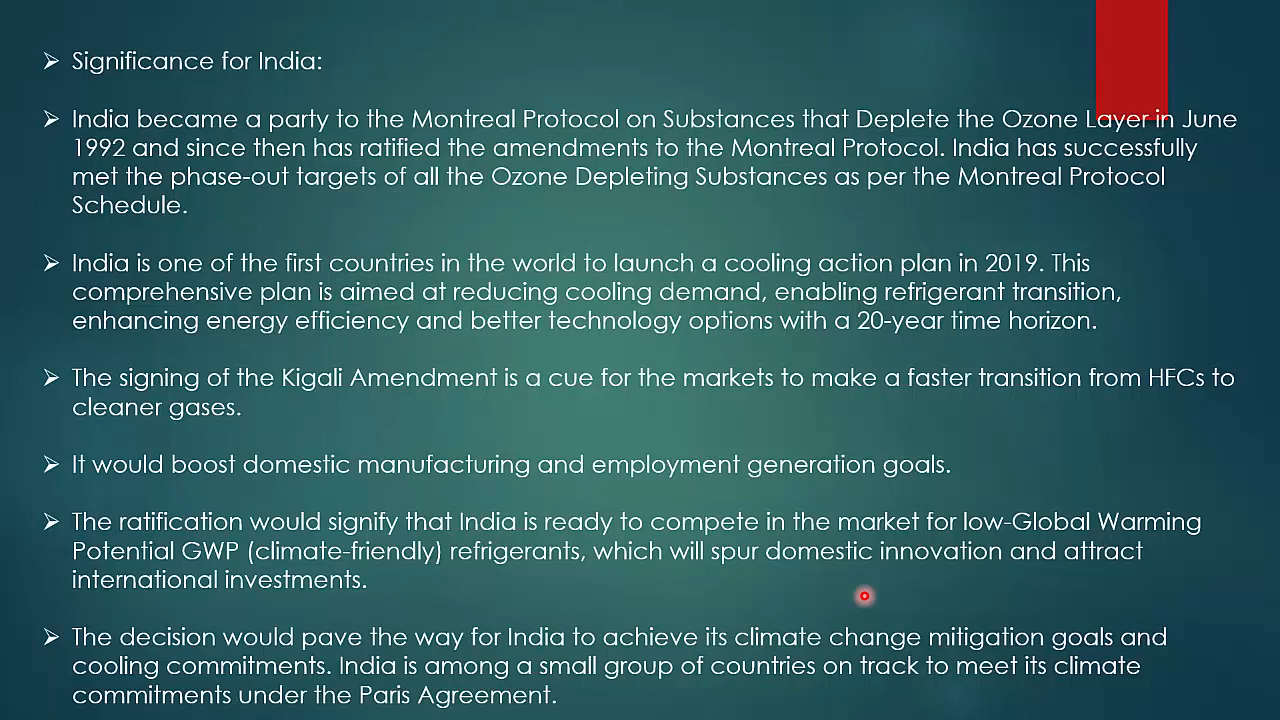 Significance for India:
India became a party to the Montreal Protocol on Substances that Deplete the Ozone Layer in June
1992 and since then has ratified the amendments to the Montreal Protocol. India has successfully
met the phase-out targets of all the Ozone Depleting Substances as per the Montreal Protocol
Schedule.
India is one of the first countries in the world to launch a cooling action plan in 2019. This
comprehensive plan is aimed at reducing cooling demand, enabling refrigerant transition,
enhancing energy efficiency and better technology options with a 20-year time horizon.
The signing of the Kigali Amendment is a cue for the markets to make a faster transition from HFCs to
cleaner gases.
It would boost domestic manufacturing and employment generation goals.
The ratification would signify that India is ready to compete in the market for low-Global Warming
Potential GWP (climate-friendly) refrigerants, which will spur domestic innovation and attract
international investments.
The decision would pave the way for India to achieve its climate change mitigation goals and
cooling commitments. India is among a small group of countries on track to meet its climate
commitments under the Paris Agreement.